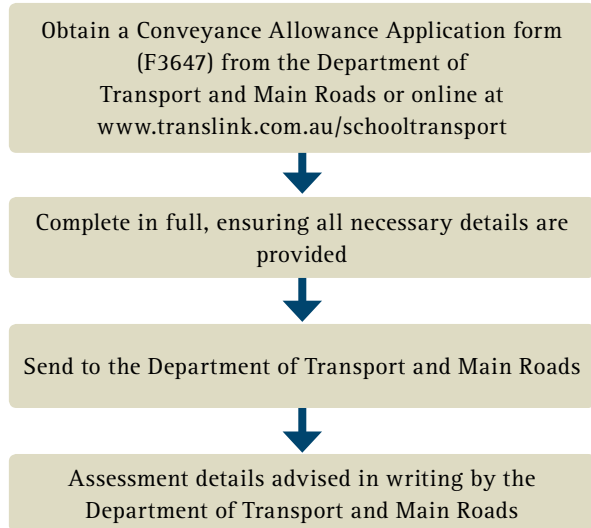 Obtain a Conveyance Allowance Application form
(F3647) from the Department of
Transport and Main Roads or online at
www.translink.com.au/schooltransport
Complete in full, ensuring all necessary details are
provided
Send to the Department of Transport and Main Roads
Assessment details advised in writing by the
Department of Transport and Main Roads